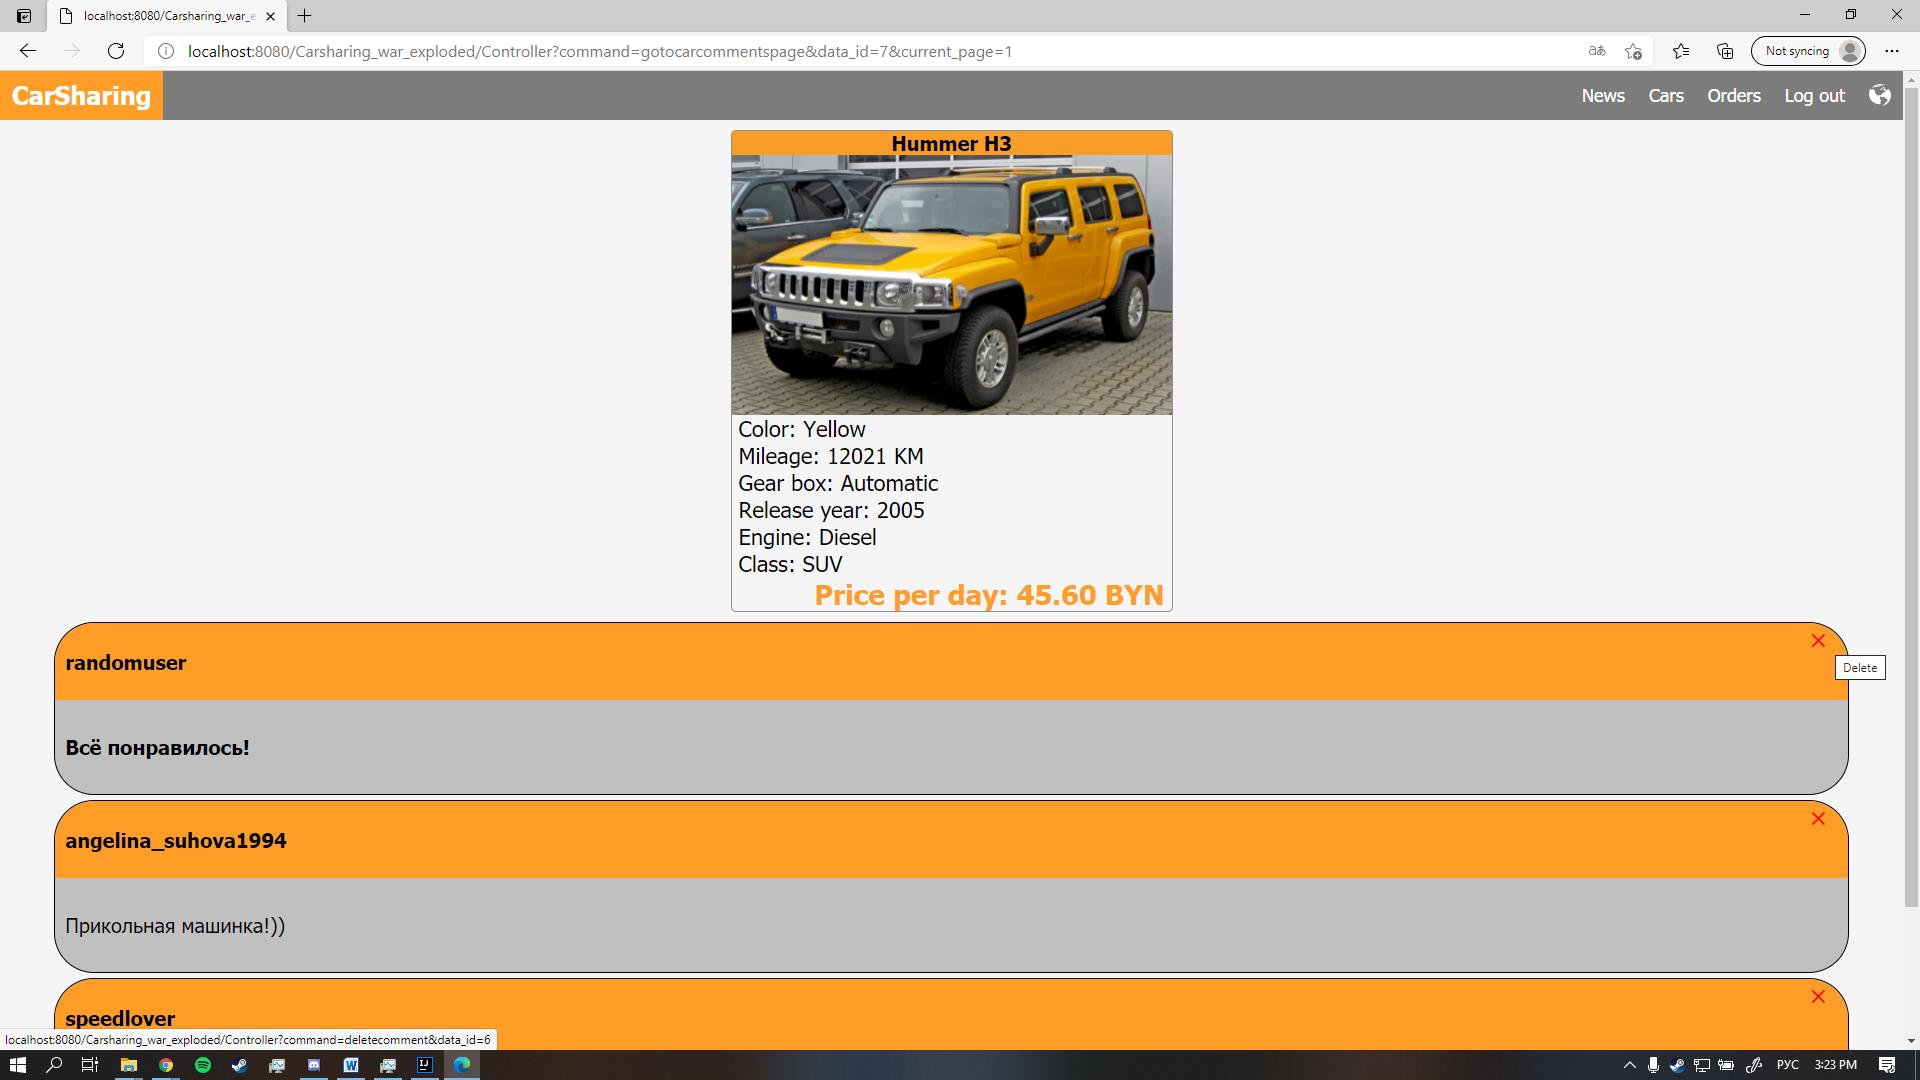 localhost:8080/Carsharing_war_e
localhost:8080/Carsharing_war_exploded/Controller?command=gotocarcommentspage&data_id=7&current_page=1
Not syncing
CarSharing
News Cars Orders Log out
Hummer H3
Color: Yellow
Mileage: 12021 KM
Gear box: Automatic
Release year: 2005
Engine: Diesel
Class: SUV
Price per day: 45.60 BYN
randomuser
Delete
Всё понравилось!
angelina_suhova1994
Прикольная машинка!))
speedlover
localhost:8080/Carsharing_war_exploded/Controller?command=deletecomment&data_id=6
РУС 3:23 PM